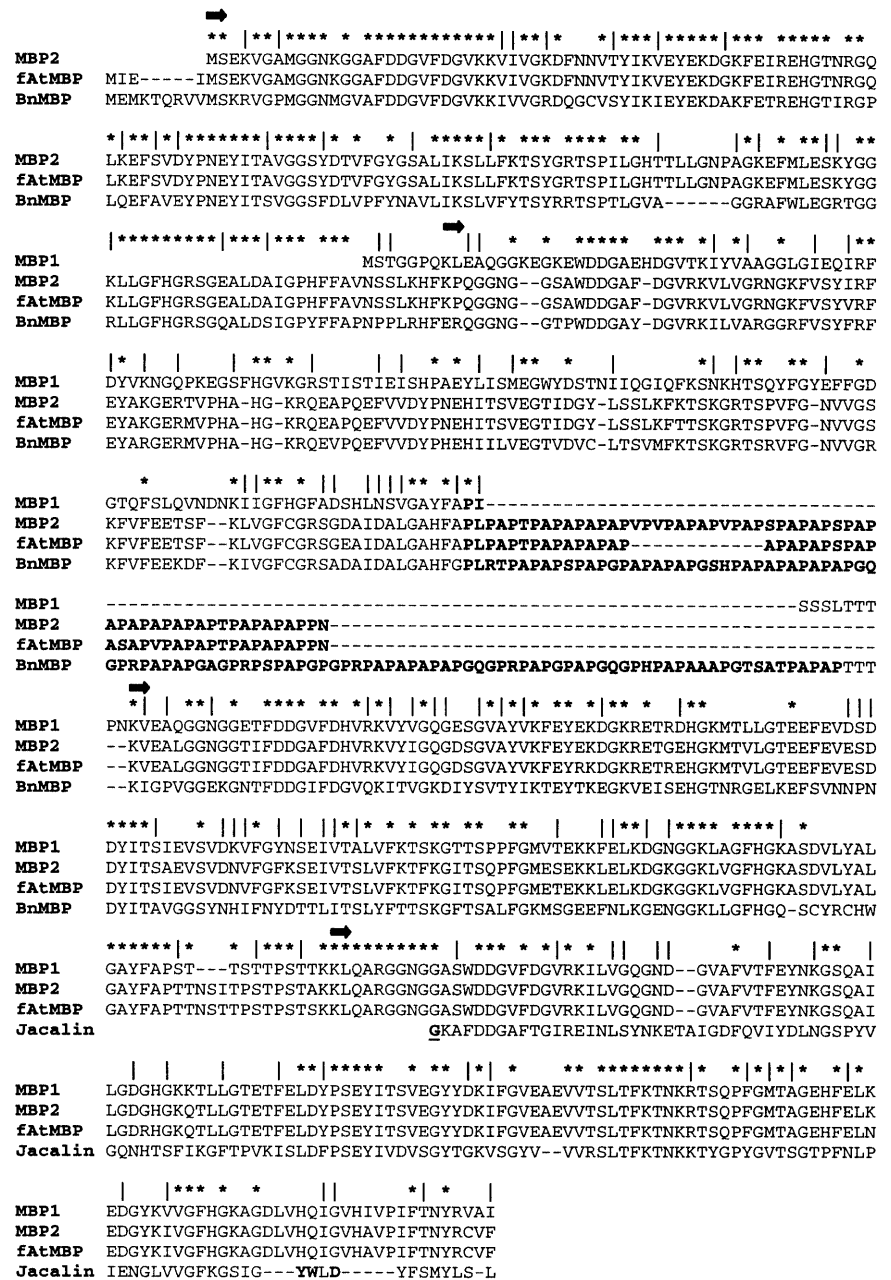 MBP2 MSEKVGAMGGNKGGAFDDGVFDGVKKVIVGKDFNNVTYIKVEYEKDGKFEIREHGTNRGQ
fAtMBP MIE-----IMSEKVGAMGGNKGGAFDDGVFDGVKKVIVGKDFNNVTYIKVEYEKDGKFEIREHGTNRGQ
BnMBP MEMKTQRVVMSKRVGPMGGNMGVAFDDGVFDGVKKIVVGRDQGCVSYIKIEYEKDAKFETREHGTIRGP
MBP2 LKEFSVDYPNEYITAVGGSYDTVFGYGSALIKSLLFKTSYGRTSPILGHTTLLGNPAGKEFMLESKYGG
fAtMBP LKEFSVDYPNEYITAVGGSYDTVFGYGSALIKSLLFKTSYGRTSPILGHTTLLGNPAGKEFMLESKYGG
BnMBP LQEFAVEYPNEYITSVGGSFDLVPFYNAVLIKSLVFYTSYRRTSPTLGVA------GGRAFWLEGRTGG
MBP1 MSTGGPQKLEAQGGKEGKEWDDGAEHDGVTKIYVAAGGLGIEQIRF
MBP2 KLLGFHGRSGEALDAIGPHFFAVNSSLKHFKPQGGNG--GSAWDDGAF-DGVRKVLVGRNGKFVSYIRF
fAtMBP KLLGFHGRSGEALDAIGPHFFAVNSSLKHFKPQGGNG--GSAWDDGAF-DGVRKVLVGRNGKFVSYVRF
BnMBP RLLGFHGRSGQALDSIGPYFFAPNPPLRHFERQGGNG--GTPWDDGAY-DGVRKILVARGGRFVSYFRF
MBP1 DYVKNGQPKEGSFHGVKGRSTISTIEISHPAEYLISMEGWYDSTNIIQGIQFKSNKHTSQYFGYEFFGD
MBP2 EYAKGERTVPHA-HG-KRQEAPQEFVVDYPNEHITSVEGTIDGY-LSSLKFKTSKGRTSPVFG-NVVGS
fAtMBP EYAKGERMVPHA-HG-KRQEAPQEFVVDYPNEHITSVEGTIDGY-LSSLKFTTSKGRTSPVFG-NVVGS
BnMBP EYARGERMVPHA-HG-KRQEVPQEFVVDYPHEHIILVEGTVDVC-LTSVMFKTSKGRTSRVFG-NVVGR
MBP1 GTQFSLQVNDNKIIGFHGFADSHLNSVGAYFAPI-------------------------------------
MBP2 KFVFEETSF--KLVGFCGRSGDAIDALGAHFAPLPAPTPAPAPAPAPVPVPAPAPVPAPSPAPAPSPAP
fAtMBP KFVFEETSF--KLVGFCGRSGEAIDALGAHFAPLPAPTPAPAPAPAP------------APAPAPSPAP
BnMBP KFVFEEKDF--KIVGFCGRSADAIDALGAHFGPLRTPAPAPSPAPGPAPAPAPGSHPAPAPAPAPAPGQ
MBP1 ----------------------------------------------------------------SSSLTTT
MBP2 APAPAPAPAPTPAPAPAPPN-------------------------------------------------
fAtMBP ASAPVPAPAPTPAPAPAPPN-------------------------------------------------
BnMBP GPRPAPAPGAGPRPSPAPGPGPRPAPAPAPAPAPGQGPRPAPGPAPGQGPHPAPAAAPGTSATPAPAPTTT
MBP1 PNKVEAQGGNGGETFDDGVFDHVRKVYVGQGESGVAYVKFEYEKDGKRETRDHGKMTLLGTEEFEVDSD
MBP2 --KVEALGGNGGTIFDDGAFDHVRKVYIGQGDSGVAYVKFEYEKDGKRETGEHGKMTVLGTEEFEVESD
fAtMBP --KVEALGGNGGTIFDDGAFDHVRKVYIGQGDSGVAYVKFEYRKDGKRETREHGKMTVLGTEEFEVESD
BnMBP --KIGPVGGEKGNTFDDGIFDGVQKITVGKDIYSVTYIKTEYTKEGKVEISEHGTNRGELKEFSVNNPN
MBP1 DYITSIEVSVDKVFGYNSEIVTALVFKTSKGTTSPPFGMVTEKKFELKDGNGGKLAGFHGKASDVLYAL
MBP2 DYITSAEVSVDNVFGFKSEIVTSLVFKTFKGITSQPFGMESEKKLELKDGKGGKLVGFHGKASDVLYAL
fAtMBP DYITSIEVSVDNVFGFKSEIVTSLVFKTFKGITSQPFGMETEKKLELKDGKGGKLVGFHGKASDVLYAL
BnMBP DYITAVGGSYNHIFNYDTTLITSLYFTTSKGFTSALFGKMSGEEFNLKGENGGKLLGFHGQ-SCYRCHW
MBP1 GAYFAPST---TSTTPSTTKKLQARGGNGGASWDDGVFDGVRKILVGQGND--GVAFVTFEYNKGSQAI
MBP2 GAYFAPTTNSITPSTPSTAKKLQARGGNGGASWDDGVFDGVRKILVGQGND--GVAFVTFEYNKGSQAI
fAtMBP GAYFAPTTNSTTPSTPSTSKKLQARGGNGGASWDDGVFDGVRKILVGQGND--GVAFVTFEYNKGSQAI
Jacalin GKAFDDGAFTGIREINLSYNKETAIGDFQVIYDLNGSPYV
MBP1 LGDGHGKKTLLGTETFELDYPSEYITSVEGYYDKIFGVEAEVVTSLTFKTNKRTSQPFGMTAGEHFELK
MBP2 LGDGHGKQTLLGTETFELDYPSEYITSVEGYYDKIFGVEAEVVTSLTFKTNKRTSQPFGMTAGEHFELK
fAtMBP LGDRHGKQTLLGTETFELDYPSEYITSVEGYYDKIFGVEAEVVTSLTFKTNKRTSQPFGMTAGEHFELN
Jacalin GQNHTSFIKGFTPVKISLDFPSEYIVDVSGYTGKVSGYV--VVRSLTFKTNKKTYGPYGVTSGTPFNLP
MBP1 EDGYKVVGFHGKAGDLVHQIGVHIVPIFTNYRVAI
MBP2 EDGYKIVGFHGKAGDLVHQIGVHAVPIFTNYRCVF
fAtMBP EDGYKIVGFHGKAGDLVHQIGVHAVPIFTNYRCVF
Jacalin IENGLVVGFKGSIG---YWLD-----YFSMYLS-L